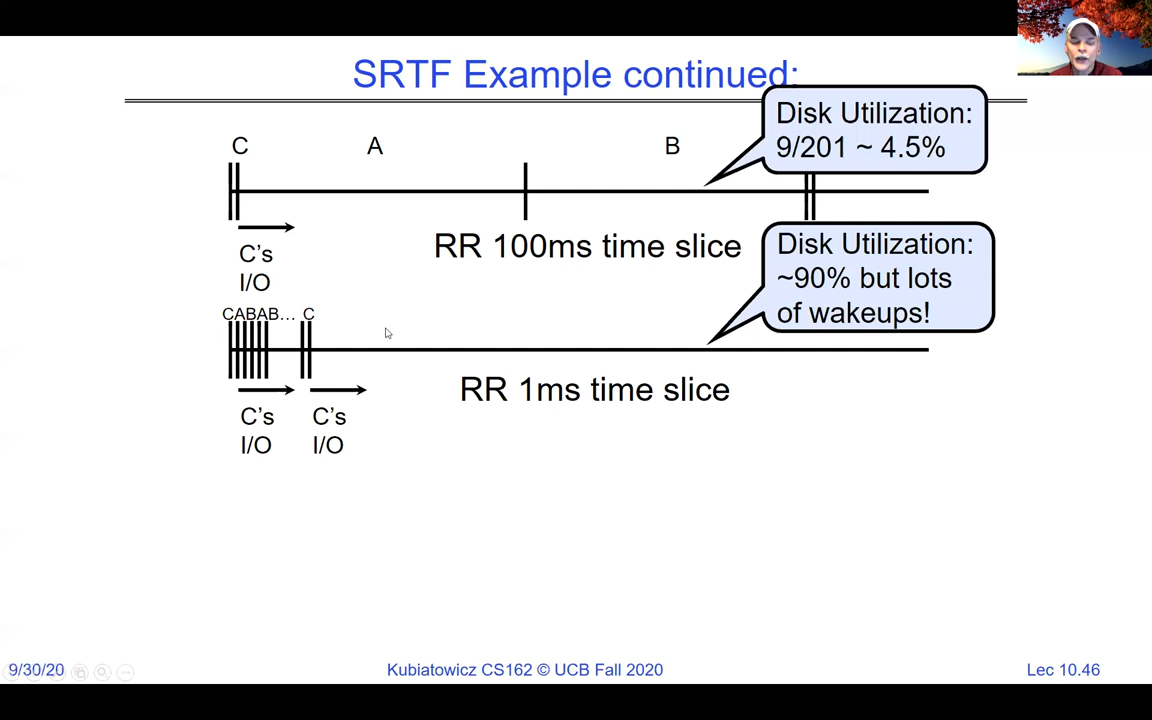 SRTF Example continued:
Disk Utilization:
9/201 ~ 4.5%
C
A
B
C's
I/O
RR 100ms time slice
Disk Utilization:
~90% but lots
of wakeups!
CABAB... C
C's
I/O
C's
I/O
RR 1ms time slice
9/30/20
Kubiatowicz CS162 © UCB Fall 2020
Lec 10.46